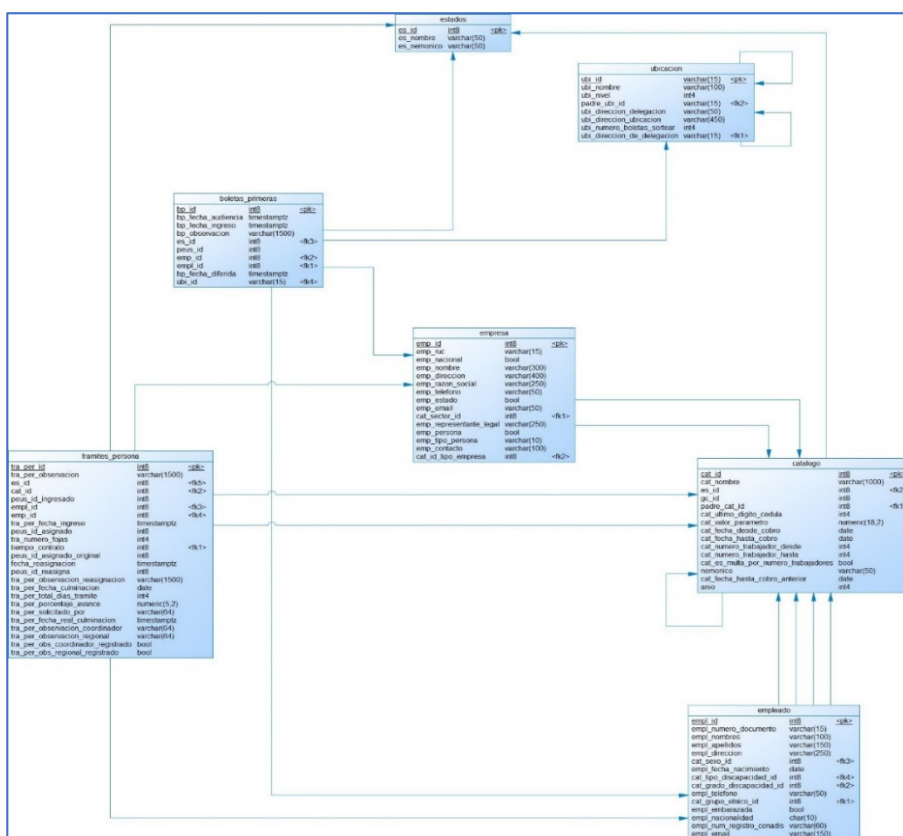 estados
es_id int8 <pk>
es_nombre varchar(50)
es_nemonico varchar(50)
ubicacion
ubi_id varchar(15) <pk>
ubi_nombre varchar(100)
ubi_nivel int4
padre_ubi_id varchar(15) <fk2>
ubi_direccion_delegacion varchar(50)
ubi_direccion_ubicacion varchar(450)
ubi_numero_boletas_sortear int4
ubi_direccion_de_delegacion varchar(15) <fk1>
boletas_primeras
bp_id int8 <pk>
bp_fecha_audiencia timestamptz
bp_fecha_ingreso timestamptz
bp_observacion varchar(1500)
es_id int8 <fk3>
peus_id int8
emp_id int8 <fk2>
empl_id int8 <fk1>
bp_fecha_diferida timestamptz
ubi_id varchar(15) <fk4>
empresa
emp_id int8 <pk>
emp_ruc varchar(15)
emp_nacional bool
emp_nombre varchar(300)
emp_direccion varchar(400)
emp_razon_social varchar(250)
emp_telefono varchar(50)
emp_estado bool
emp_email varchar(50)
cat_sector_id int8 <fk1>
emp_representante_legal varchar(250)
emp_persona bool
emp_tipo_persona varchar(10)
emp_contacto varchar(100)
cat_id_tipo_empresa int8 <fk2>
tramites_persona
tra_per_id int8 <pk>
tra_per_observacion varchar(1500)
es_id int8 <fk5>
cat_id int8 <fk2>
peus_id_ingresado int8
empl_id int8 <fk3>
emp_id int8 <fk4>
tra_per_fecha_ingreso timestamptz
peus_id_asignado int8
tra_numero_fojas int4
tiempo_contrato int8 <fk1>
peus_id_asignado_original int8
fecha_reasignacion timestamptz
peus_id_reasigna int8
tra_per_observacion_reasignacion varchar(1500)
tra_per_fecha_culminacion date
tra_per_total_dias_tramite int4
tra_per_porcentaje_avance numeric(5,2)
tra_per_solicitado_por varchar(64)
tra_per_fecha_real_culminacion timestamptz
tra_per_observacion_coordinador varchar(64)
tra_per_observacion_regional varchar(64)
tra_per_obs_coordinador_registrado bool
tra_per_obs_regional_registrado bool
catalogo
cat_id int8 <pk
cat_nombre varchar(1000)
es_id int8 <fk2
gc_id int8
padre_cat_id int8 <fk1
cat_ultimo_digito_cedula int4
cat_valor_parametro numeric(18,2)
cat_fecha_desde_cobro date
cat_fecha_hasta_cobro date
cat_numero_trabajador_desde int4
cat_numero_trabajador_hasta int4
cat_es_multa_por_numero_trabajadores bool
nemonico varchar(50)
cat_fecha_hasta_cobro_anterior date
anio int4
empleado
empl_id int8 <pk>
empl_numero_documento varchar(15)
empl_nombres varchar(100)
empl_apelidos varchar(150)
empl_direccion varchar(250)
cat_sexo_id int8 <fk3>
empl_fecha_nacimiento date
cat_tipo_discapacidad_id int8 <fk4>
cat_grado_discapacidad_id int8 <fk2>
empl_telefono varchar(50)
cat_grupo_etnico_id int8 <fk1>
empl_embarazada bool
empl_nacionalidad char(10)
empl_num_registro_conadis varchar(60)
empl_email varchar(150)